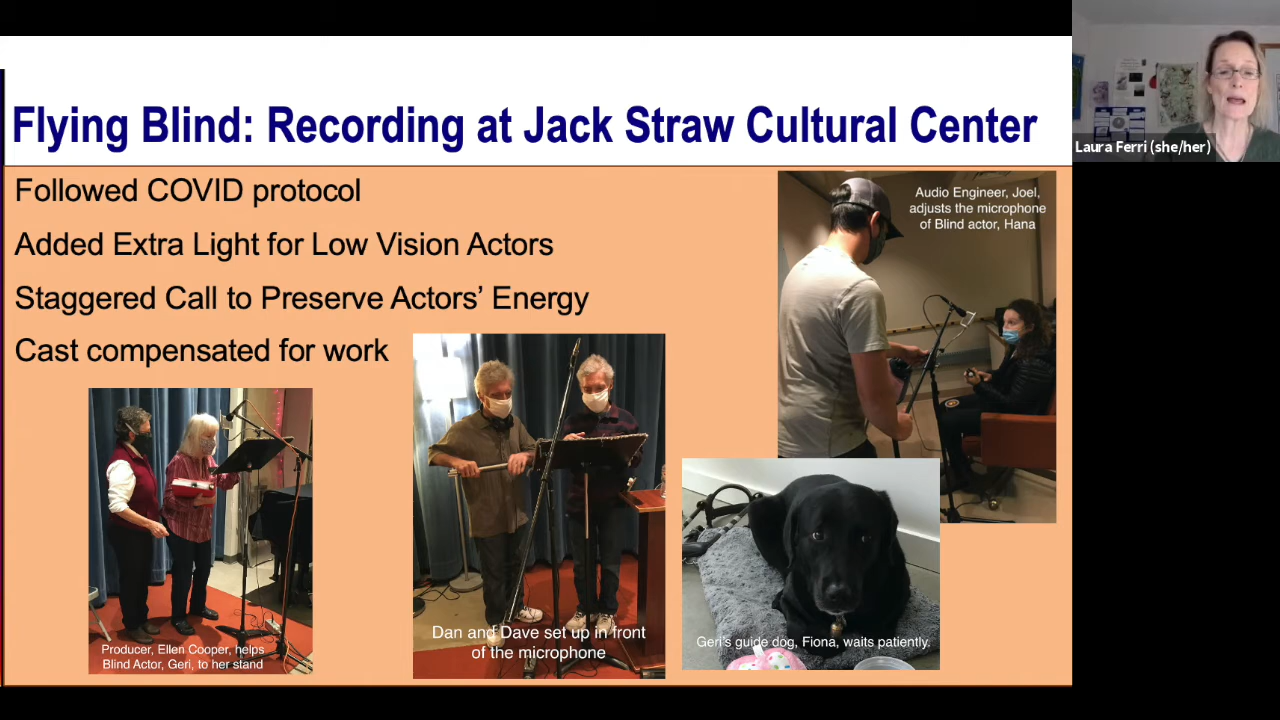 Flying Blind: Recording at Jack Straw Cultural Center
Laura Ferri (she/her)
Followed COVID protocol
Added Extra Light for Low Vision Actors
Staggered Call to Preserve Actors’ Energy
Cast compensated for work
Audio Engineer, Joel,
adjusts the microphone
of Blind actor, Hana
Producer, Ellen Cooper, helps
Blind Actor, Geri, to her stand
Dan and Dave set up in front
of the microphone
Geri's guide dog, Fiona, waits patiently.